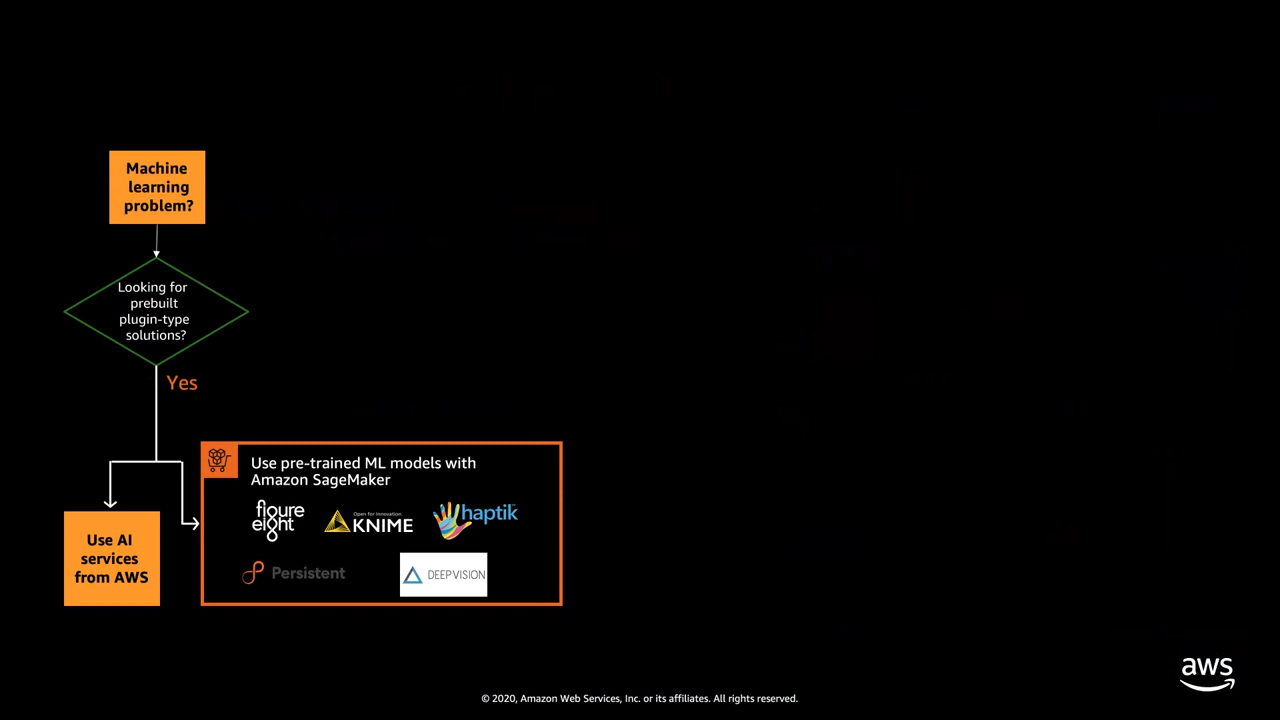 Machine
learning
problem?
Looking for
prebuilt
plugin-type
solutions?
Yes
Use AI
services
from AWS
Use pre-trained ML models with
Amazon SageMaker
figure
eight
Open for Innovation
KNIME
haptik
Persistent
DEEPVISION
aws
© 2020, Amazon Web Services, Inc. or its affiliates. All rights reserved.